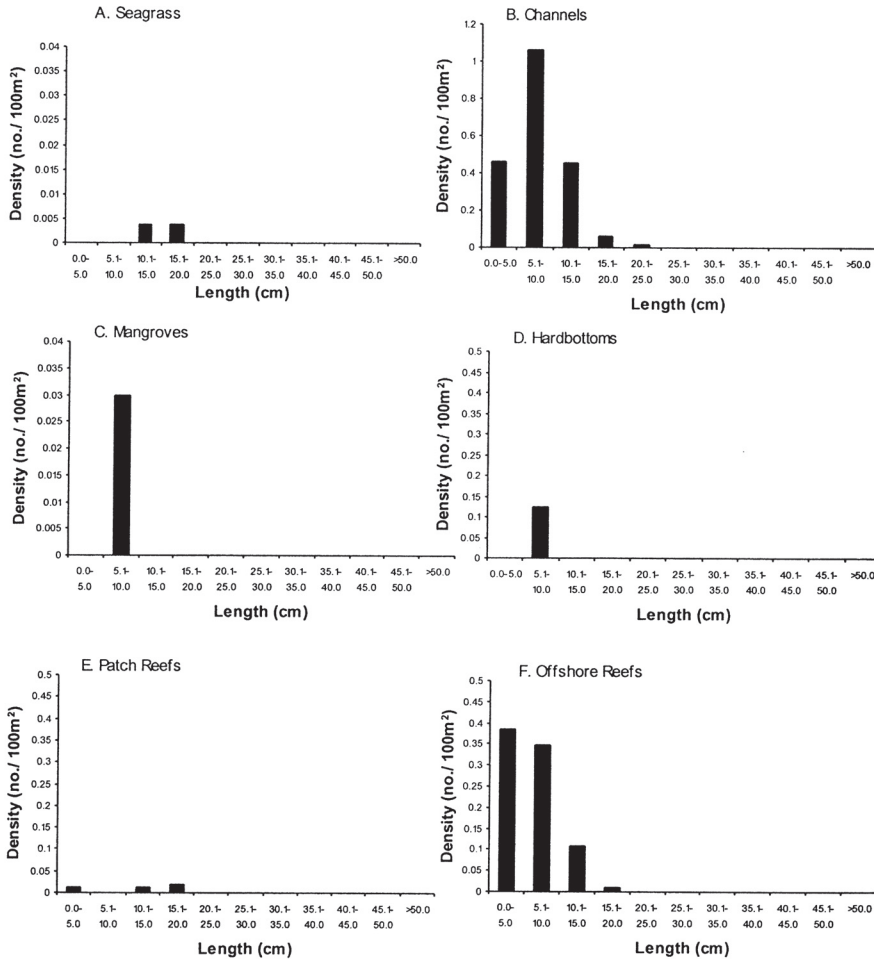 A. Seagrass
Density (no./ 100m²)
0.04
0.035
0.03
0.025
0.02
0.015
0.01
0.005
0
0.0- 5.1- 10.1- 15.1- 20.1- 25.1- 30.1- 35.1- 40.1- 45.1- >50.0
5.0 10.0 15.0 20.0 25.0 30.0 35.0 40.0 45.0 50.0
Length (cm)
B. Channels
Density (no./ 100m²)
1.2
1
0.8
0.6
0.4
0.2
0
0.0-5.0 5.1- 10.1- 15.1- 20.1- 25.1- 30.1- 35.1- 40.1- 45.1- >50.0
10.0 15.0 20.0 25.0 30.0 35.0 40.0 45.0 50.0
Length (cm)
C. Mangroves
Density (no./ 100m²)
0.04
0.035
0.03
0.025
0.02
0.015
0.01
0.005
0
0.0- 5.1- 10.1- 15.1- 20.1- 25.1- 30.1- 35.1- 40.1- 45.1- >50.0
5.0 10.0 15.0 20.0 25.0 30.0 35.0 40.0 45.0 50.0
Length (cm)
D. Hardbottoms
Density (no./ 100m²)
0.5
0.45
0.4
0.35
0.3
0.25
0.2
0.15
0.1
0.05
0
0.0-5.0 5.1- 10.1- 15.1- 20.1- 25.1- 30.1- 35.1- 40.1- 45.1- >50.0
10.0 15.0 20.0 25.0 30.0 35.0 40.0 45.0 50.0
Length (cm)
E. Patch Reefs
Density (no./ 100m²)
0.5
0.45
0.4
0.35
0.3
0.25
0.2
0.15
0.1
0.05
0
0.0- 5.1- 10.1- 15.1- 20.1- 25.1- 30.1- 35.1- 40.1- 45.1- >50.0
5.0 10.0 15.0 20.0 25.0 30.0 35.0 40.0 45.0 50.0
Length (cm)
F. Offshore Reefs
Density (no./ 100m²)
0.5
0.45
0.4
0.35
0.3
0.25
0.2
0.15
0.1
0.05
0
0.0- 5.1- 10.1- 15.1- 20.1- 25.1- 30.1- 35.1- 40.1- 45.1- >50.0
5.0 10.0 15.0 20.0 25.0 30.0 35.0 40.0 45.0 50.0
Length (cm)